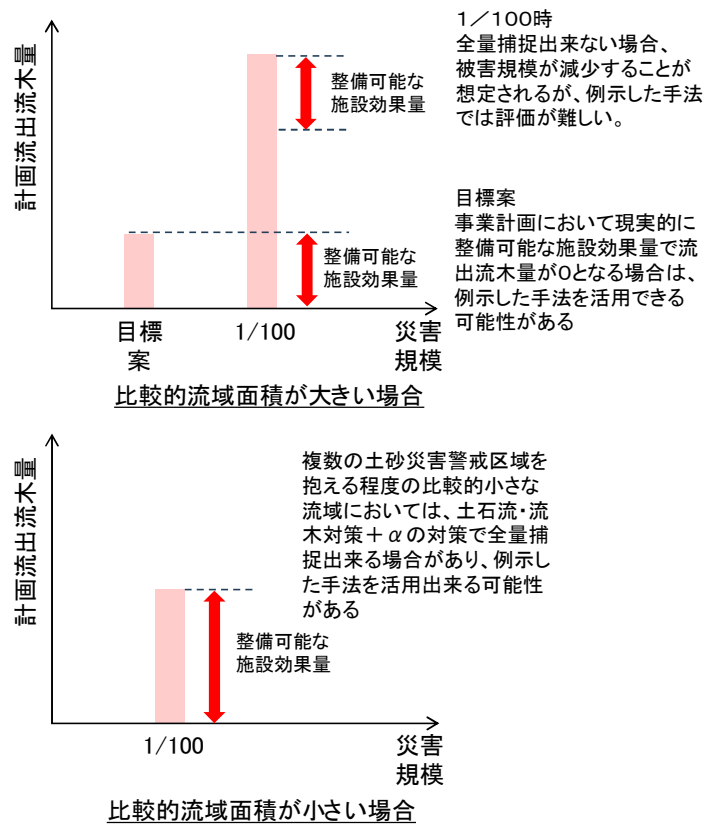 計画流出流木量
整備可能な
施設効果量
整備可能な
施設効果量
目標
案
1/100
災害
規模
比較的流域面積が大きい場合
1／100時
全量捕捉出来ない場合、
被害規模が減少することが
想定されるが、例示した手法
では評価が難しい。
目標案
事業計画において現実的に
整備可能な施設効果量で流
出流木量が0となる場合は、
例示した手法を活用できる
可能性がある
計画流出流木量
複数の土砂災害警戒区域を
抱える程度の比較的小さな
流域においては、土石流・流
木対策＋αの対策で全量捕
捉出来る場合があり、例示し
た手法を活用出来る可能性
がある
整備可能な
施設効果量
1/100
災害
規模
比較的流域面積が小さい場合